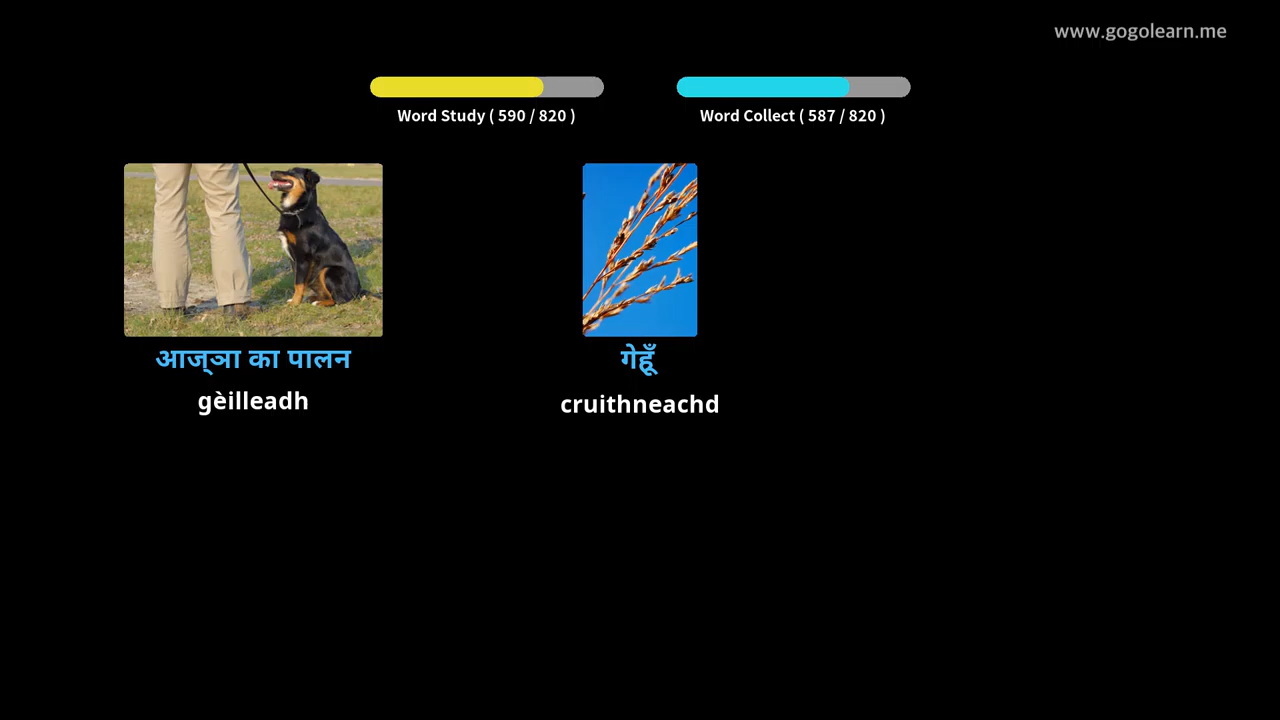 www.gogolearn.me
Word Study ( 590 / 820 )
Word Collect ( 587 / 820 )
आज्ञा का पालन
गेहूँ
gèilleadh
cruithneachd